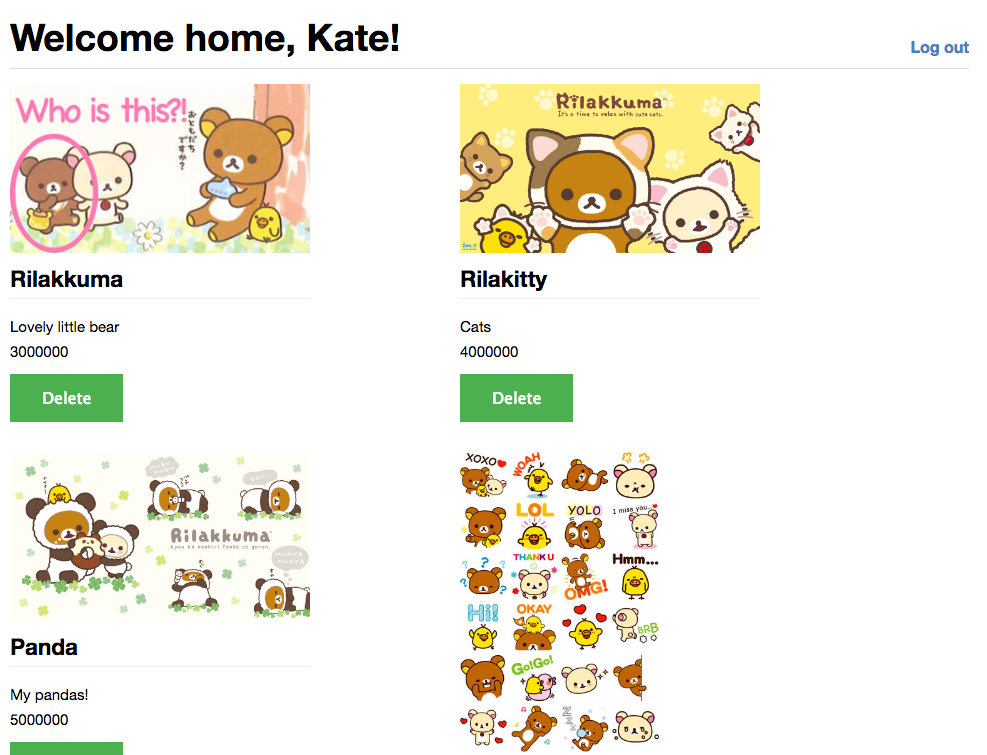 Welcome home, Kate!
Log out
Who is this?!
おともだち
ですか?
Rilakkuma™
It's a time to relax with cute cats.
Rilakkuma
Lovely little bear
3000000
Delete
Rilakitty
Cats
4000000
Delete
Rilakkuma™
Panda
My pandas!
5000000
XOXO
WOAH
LOL
YOLO
I miss you...
THANK U
OMG!
Hmm...
Hi!
OKAY
BRB
Go!Go!